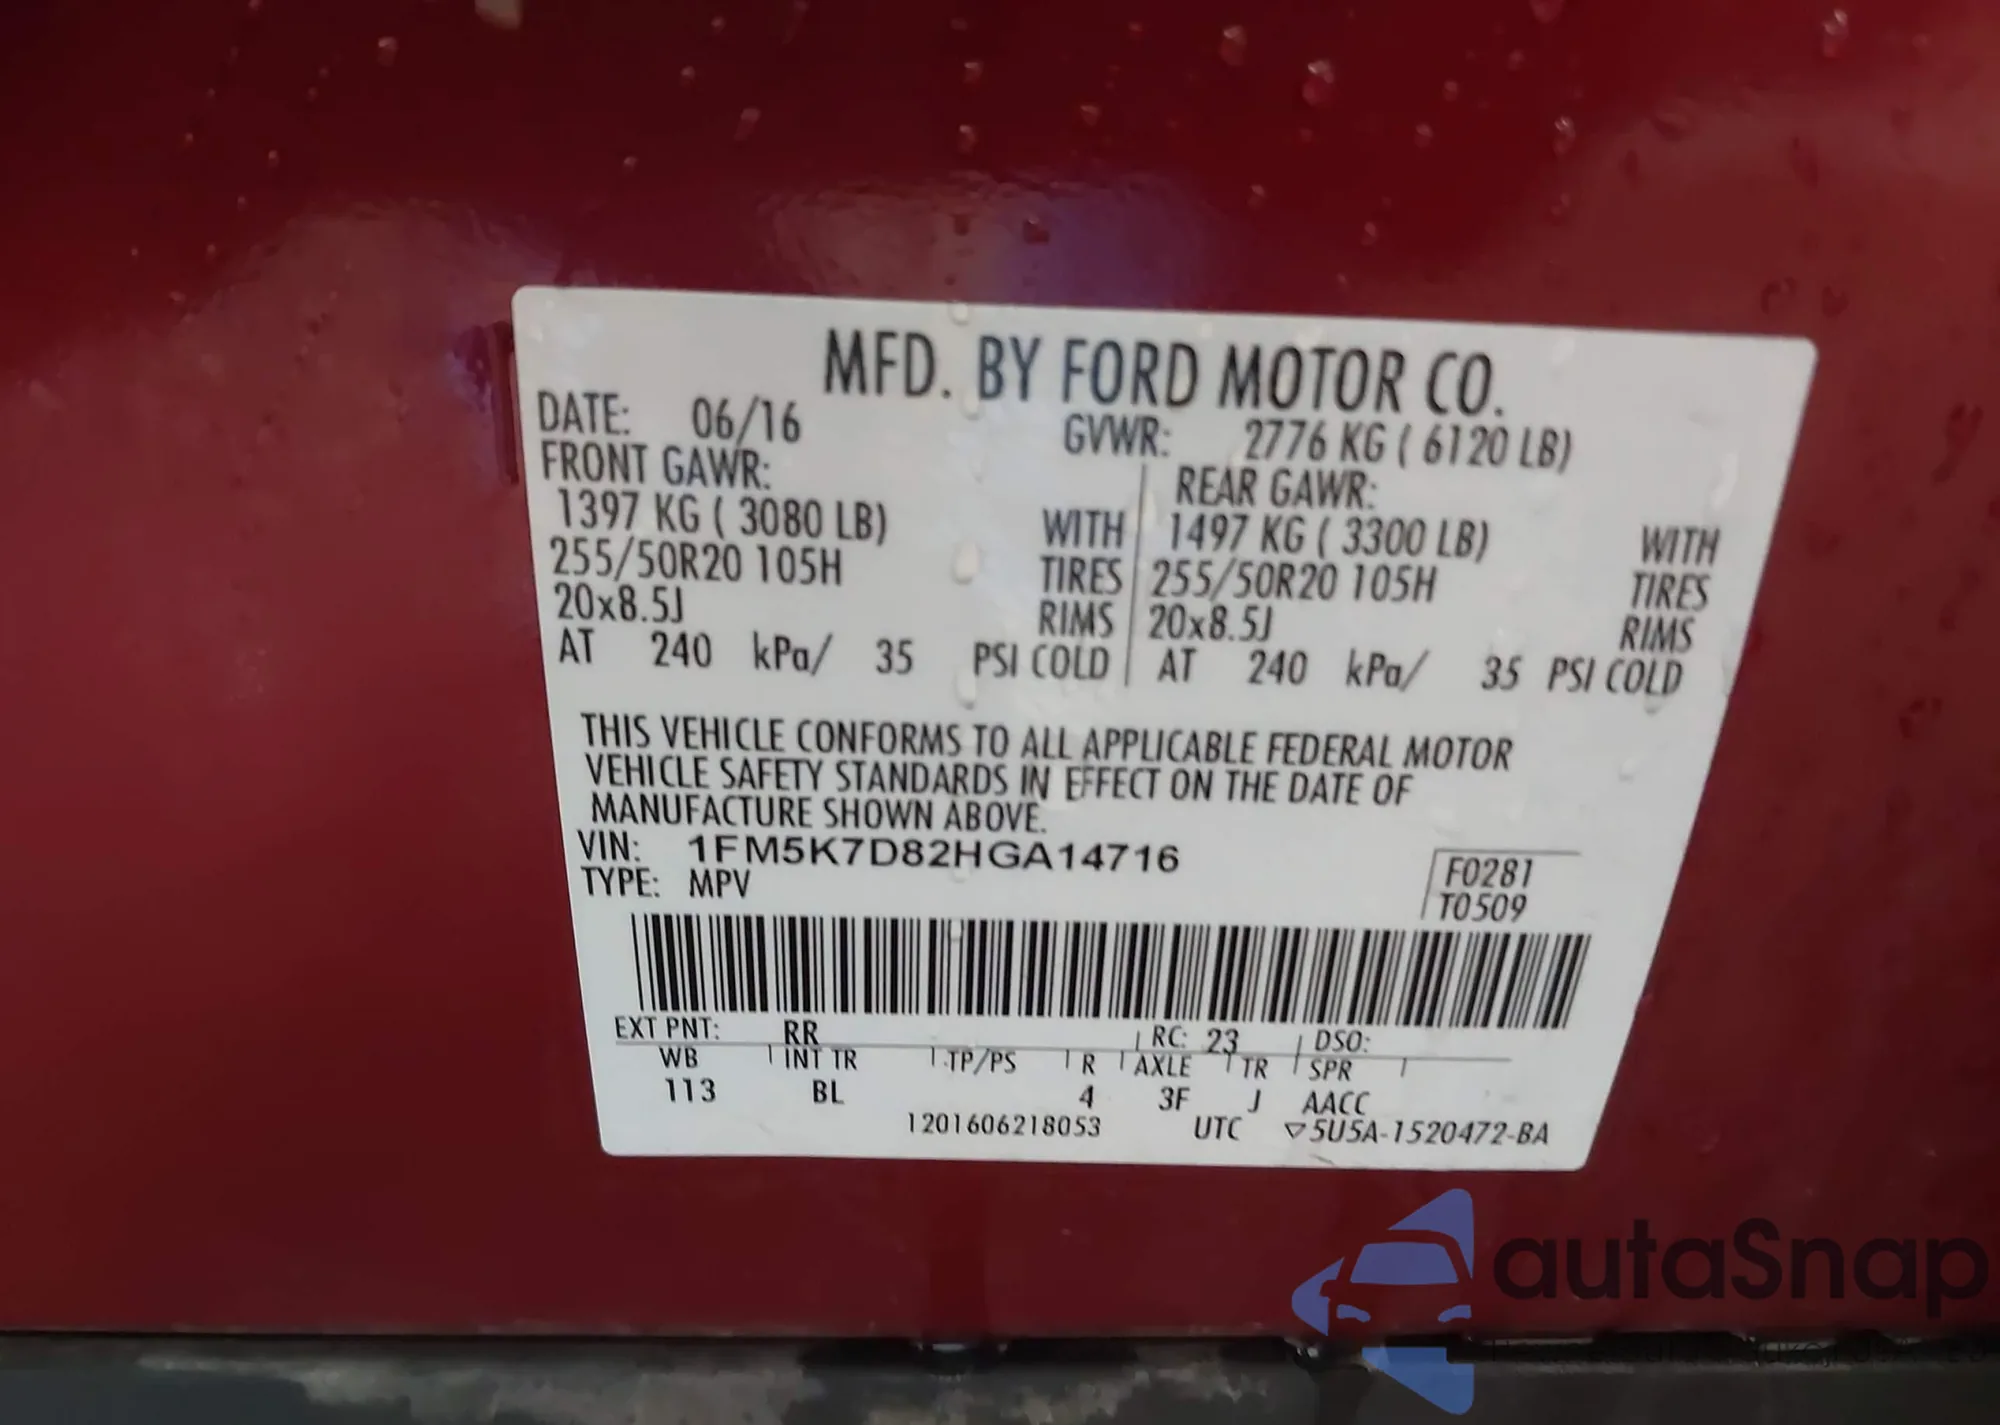 MFD. BY FORD MOTOR CO.
DATE: 06/16 GVWR: 2776 KG ( 6120 LB)
FRONT GAWR: REAR GAWR:
1397 KG ( 3080 LB) WITH 1497 KG ( 3300 LB) WITH
255/50R20 105H TIRES 255/50R20 105H TIRES
20x8.5J RIMS 20x8.5J RIMS
AT 240 kPa/ 35 PSI COLD AT 240 kPa/ 35 PSI COLD
THIS VEHICLE CONFORMS TO ALL APPLICABLE FEDERAL MOTOR
VEHICLE SAFETY STANDARDS IN EFFECT ON THE DATE OF
MANUFACTURE SHOWN ABOVE.
VIN: 1FM5K7D82HGA14716
TYPE: MPV
F0281
T0509
EXT PNT: RR RC: 23 DSO:
WB INT TR TP/PS R AXLE TR SPR
113 BL 4 3F J AACC
1201606218053 UTC ▽5U5A-1520472-BA
autaSnap